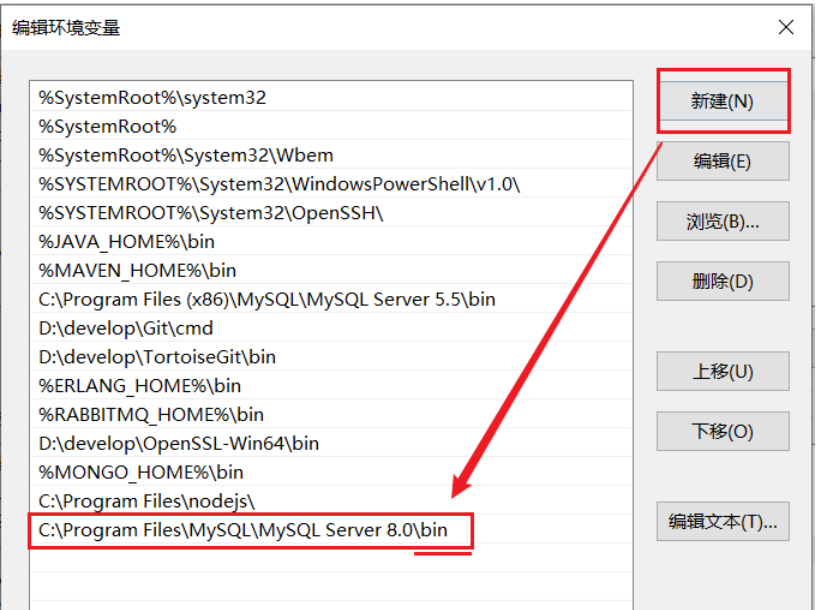 编辑环境变量
%SystemRoot%\system32
%SystemRoot%
%SystemRoot%\System32\Wbem
%SYSTEMROOT%\System32\WindowsPowerShell\v1.0\
%SYSTEMROOT%\System32\OpenSSH\
%JAVA_HOME%\bin
%MAVEN_HOME%\bin
C:\Program Files (x86)\MySQL\MySQL Server 5.5\bin
D:\develop\Git\cmd
D:\develop\TortoiseGit\bin
%ERLANG_HOME%\bin
%RABBITMQ_HOME%\bin
D:\develop\OpenSSL-Win64\bin
%MONGO_HOME%\bin
C:\Program Files\nodejs\
C:\Program Files\MySQL\MySQL Server 8.0\bin
新建(N)
编辑(E)
浏览(B)...
删除(D)
上移(U)
下移(O)
编辑文本(T)...